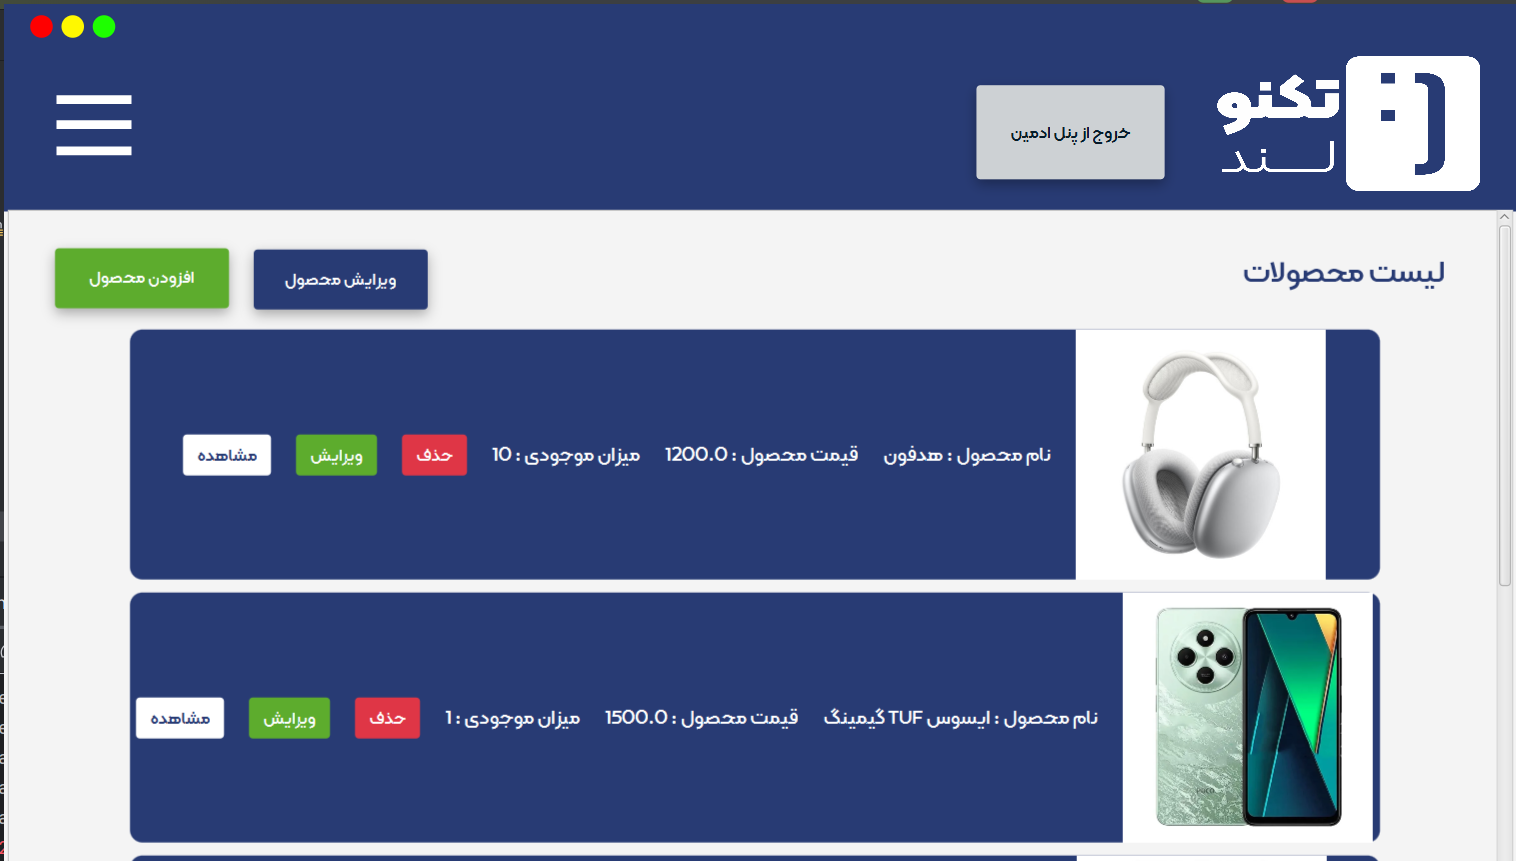 تکنو
لند
خروج از پنل ادمین
لیست محصولات
ویرایش محصول
افزودن محصول
نام محصول : هدفون قیمت محصول : 1200.0 میزان موجودی : 10 حذف ویرایش مشاهده
نام محصول : ایسوس TUF گیمینگ قیمت محصول : 1500.0 میزان موجودی : 1 حذف ویرایش مشاهده